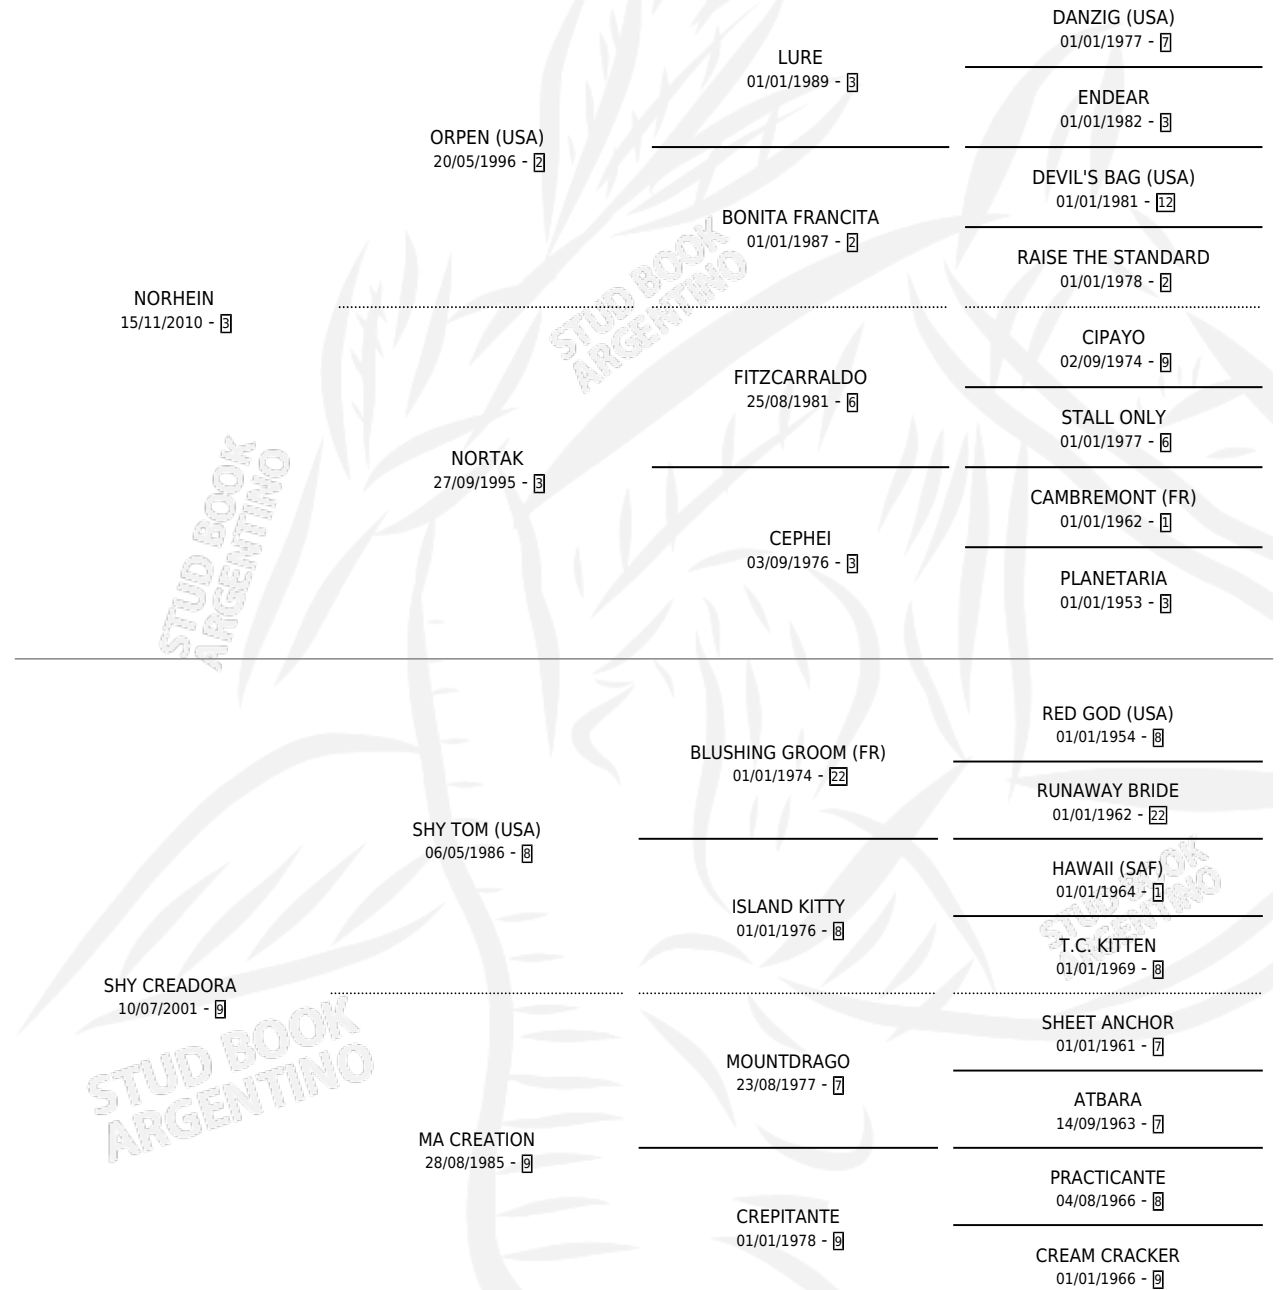 DANZIG (USA)
01/01/1977 - 7
LURE
01/01/1989 - 3
ENDEAR
01/01/1982 - 3
ORPEN (USA)
20/05/1996 - 2
DEVIL'S BAG (USA)
01/01/1981 - 12
BONITA FRANCITA
01/01/1987 - 2
RAISE THE STANDARD
01/01/1978 - 2
NORHEIN
15/11/2010 - 3
STUD BOOK
ARGENTINO
CIPAYO
02/09/1974 - 9
FITZCARRALDO
25/08/1981 - 6
STALL ONLY
01/01/1977 - 6
NORTAK
27/09/1995 - 3
CAMBREMONT (FR)
01/01/1962 - 1
CEPHEI
03/09/1976 - 3
PLANETARIA
01/01/1953 - 3
STUD BOOK
ARGENTINO
RED GOD (USA)
01/01/1954 - 8
BLUSHING GROOM (FR)
01/01/1974 - 22
RUNAWAY BRIDE
01/01/1962 - 22
SHY TOM (USA)
06/05/1986 - 8
HAWAII (SAF)
01/01/1964 - 1
ISLAND KITTY
01/01/1976 - 8
STUD BOOK
ARGENTINO
T.C. KITTEN
01/01/1969 - 8
SHY CREADORA
10/07/2001 - 9
STUD BOOK
ARGENTINO
SHEET ANCHOR
01/01/1961 - 7
MOUNTDRAGO
23/08/1977 - 7
ATBARA
14/09/1963 - 7
MA CREATION
28/08/1985 - 9
PRACTICANTE
04/08/1966 - 8
CREPITANTE
01/01/1978 - 9
CREAM CRACKER
01/01/1966 - 9